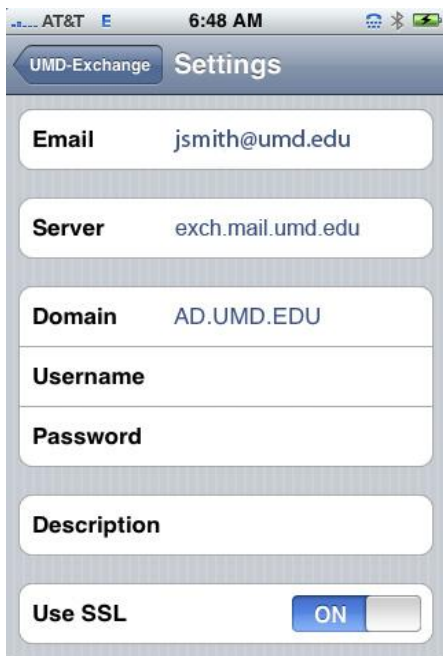 AT&T E 6:48 AM
UMD-Exchange Settings
Email jsmith@umd.edu
Server exch.mail.umd.edu
Domain AD.UMD.EDU
Username
Password
Description
Use SSL ON